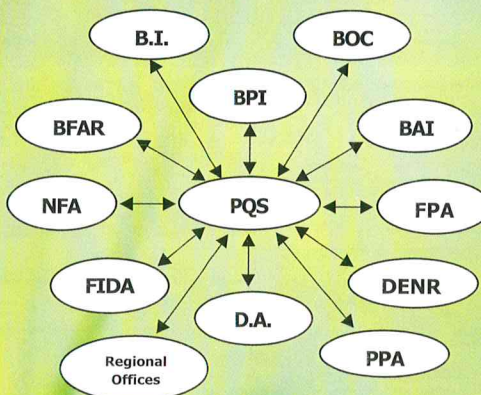 B.I.
BOC
BPI
BFAR
BAI
NFA
PQS
FPA
FIDA
DENR
D.A.
Regional
Offices
PPA